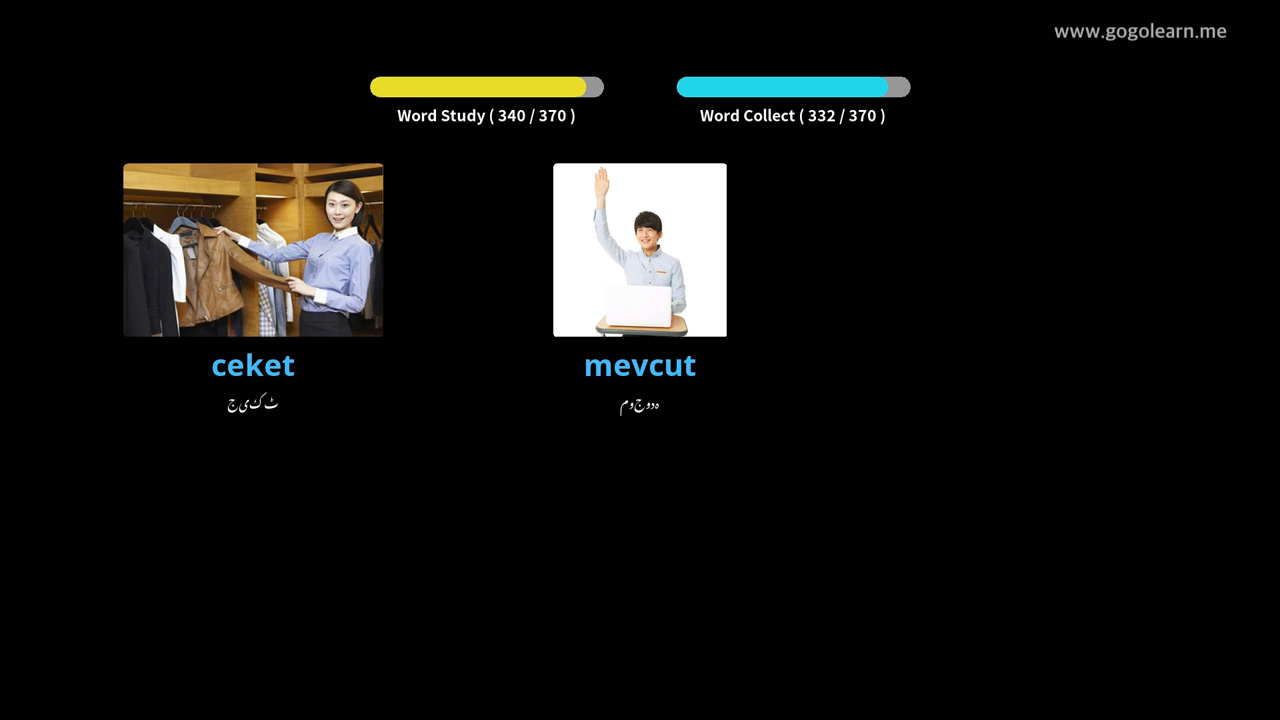 www.gogolearn.me
Word Study ( 340 / 370 )
Word Collect ( 332 / 370 )
ceket
جیکٹ
mevcut
موجودہ